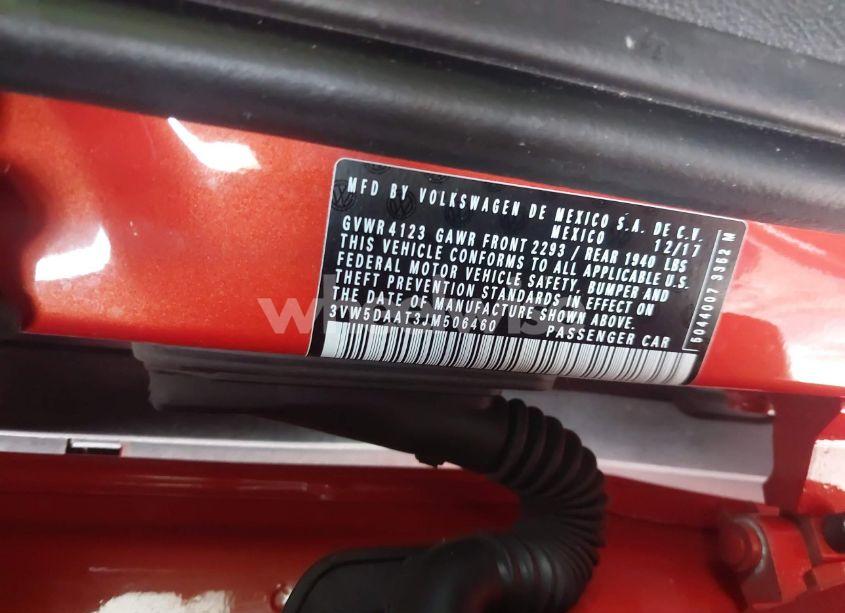 MFD BY VOLKSWAGEN DE MEXICO S.A. DE C.V.
MEXICO 12/17
GVWR 4123 GAWR FRONT 2293 / REAR 1940 LBS
THIS VEHICLE CONFORMS TO ALL APPLICABLE U.S.
FEDERAL MOTOR VEHICLE SAFETY, BUMPER AND
THEFT PREVENTION STANDARDS IN EFFECT ON
THE DATE OF MANUFACTURE SHOWN ABOVE.
3VW5DAAT3JM506460
PASSENGER CAR
5044007 3362 M